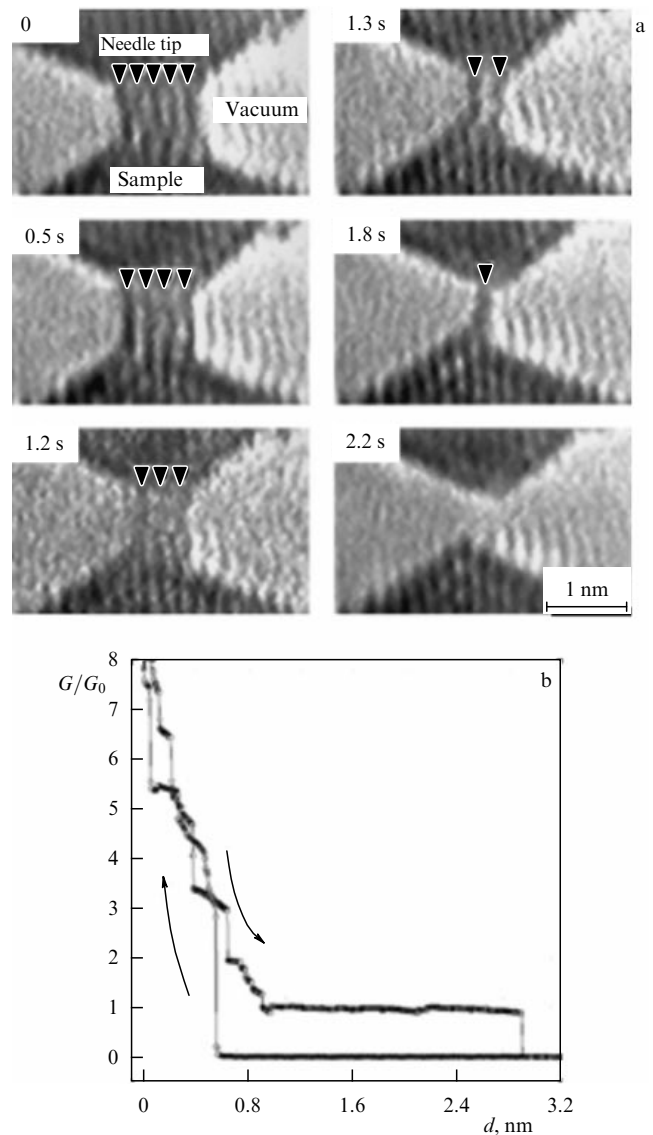 0
Needle tip
Vacuum
Sample
1.3 s
a
0.5 s
1.8 s
1.2 s
2.2 s
1 nm
b
G/G₀
8
7
6
5
4
3
2
1
0
0 0.8 1.6 2.4 3.2
d, nm